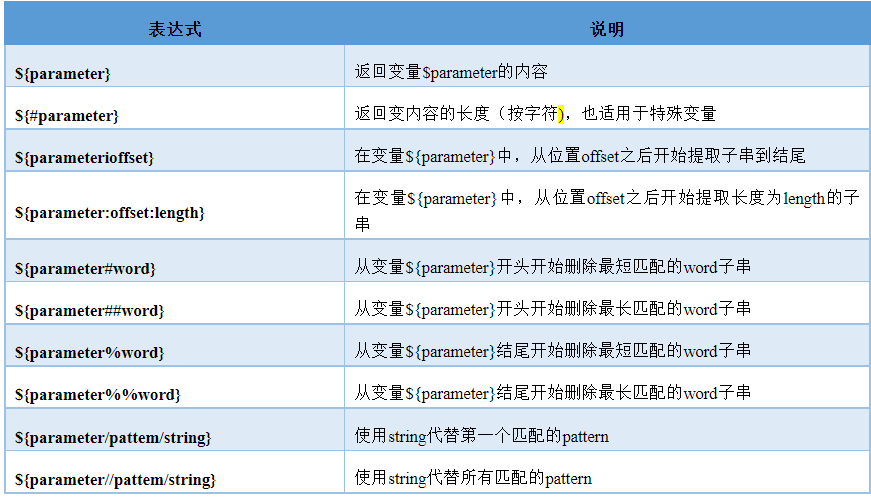 表达式 说明
${parameter} 返回变量$parameter的内容
${#parameter} 返回变内容的长度（按字符)，也适用于特殊变量
${parameterioffset} 在变量${parameter}中，从位置offset之后开始提取子串到结尾
${parameter:offset:length} 在变量${parameter}中，从位置offset之后开始提取长度为length的子
串
${parameter#word} 从变量${parameter}开头开始删除最短匹配的word子串
${parameter##word} 从变量${parameter}开头开始删除最长匹配的word子串
${parameter%word} 从变量${parameter}结尾开始删除最短匹配的word子串
${parameter%%word} 从变量${parameter}结尾开始删除最长匹配的word子串
${parameter/pattem/string} 使用string代替第一个匹配的pattern
${parameter//pattem/string} 使用string代替所有匹配的pattern